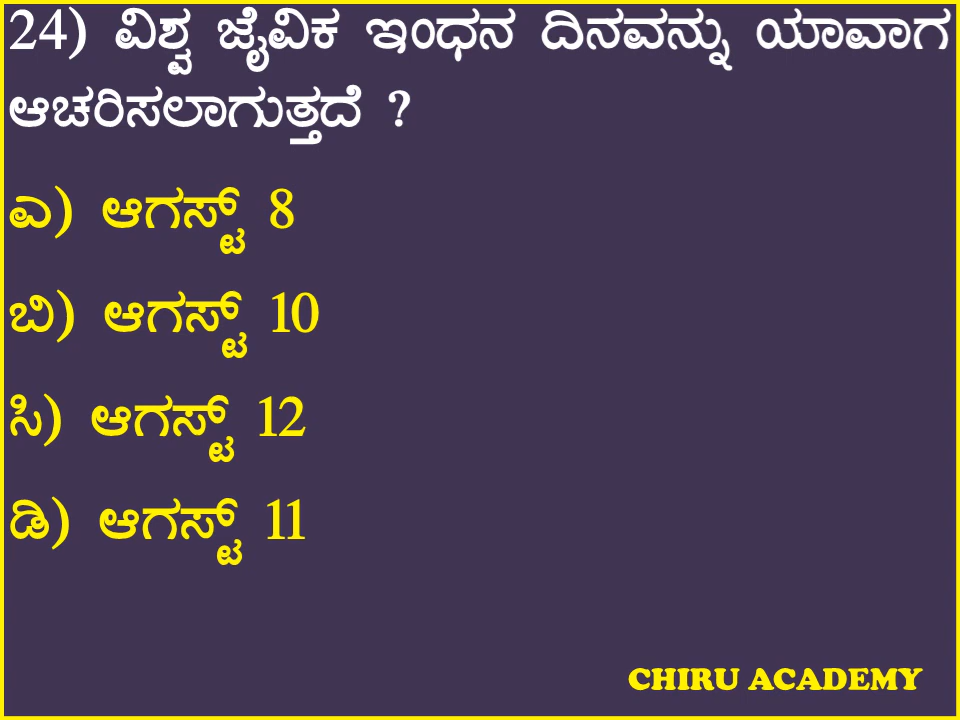 24) ವಿಶ್ವ ಜೈವಿಕ ಇಂಧನ ದಿನವನ್ನು ಯಾವಾಗ
ಆಚರಿಸಲಾಗುತ್ತದೆ ?
ಎ) ಆಗಸ್ಟ್ 8
ಬಿ) ಆಗಸ್ಟ್ 10
ಸಿ) ಆಗಸ್ಟ್ 12
ಡಿ) ಆಗಸ್ಟ್ 11
CHIRU ACADEMY